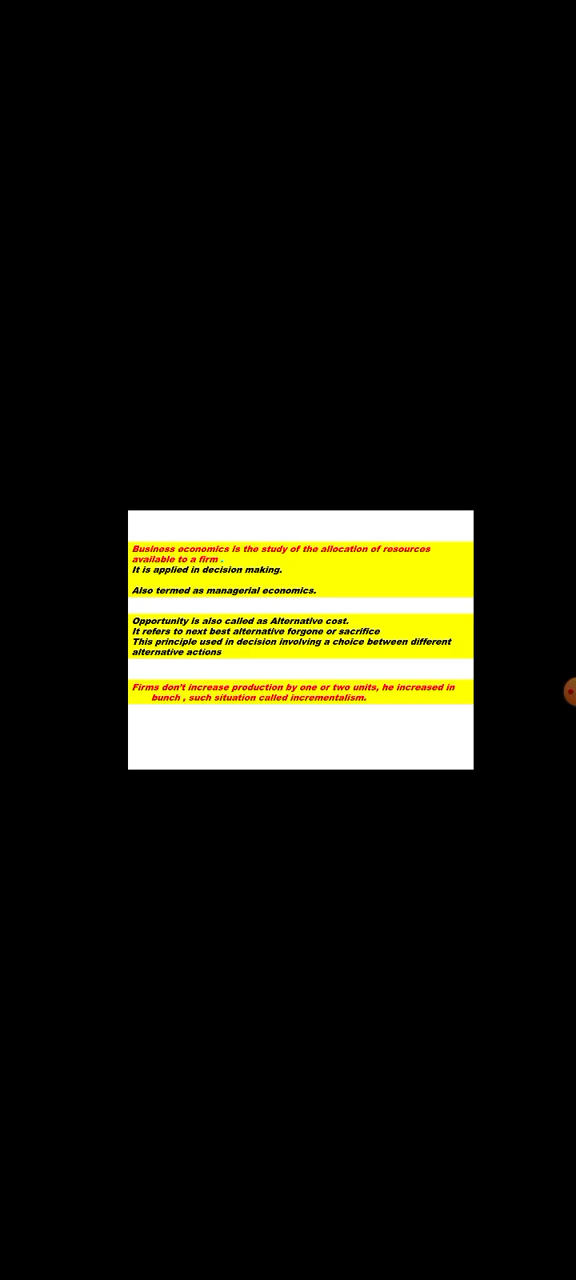 Business economics is the study of the allocation of resources
available to a firm .
It is applied in decision making.
Also termed as managerial economics.
Opportunity is also called as Alternative cost.
It refers to next best alternative forgone or sacrifice
This principle used in decision involving a choice between different
alternative actions
Firms don't increase production by one or two units, he increased in
bunch , such situation called incrementalism.